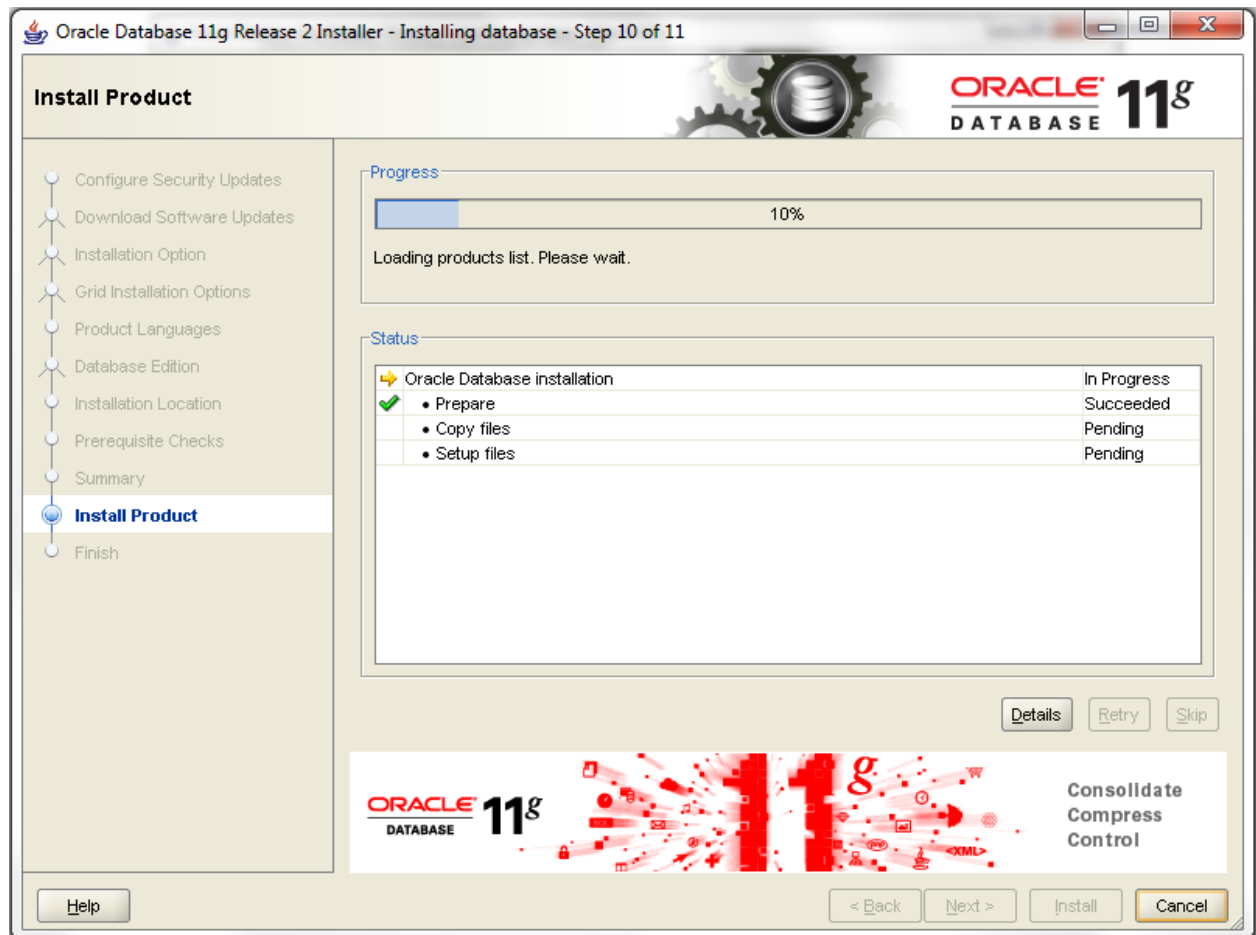 Oracle Database 11g Release 2 Installer - Installing database - Step 10 of 11
Install Product
ORACLE DATABASE 11g
Configure Security Updates
Download Software Updates
Installation Option
Grid Installation Options
Product Languages
Database Edition
Installation Location
Prerequisite Checks
Summary
Install Product
Finish
Progress
10%
Loading products list. Please wait.
Status
Oracle Database installation In Progress
• Prepare Succeeded
• Copy files Pending
• Setup files Pending
Details Retry Skip
ORACLE DATABASE 11g
11g
<XML>
Consolidate
Compress
Control
Help < Back Next > Install Cancel